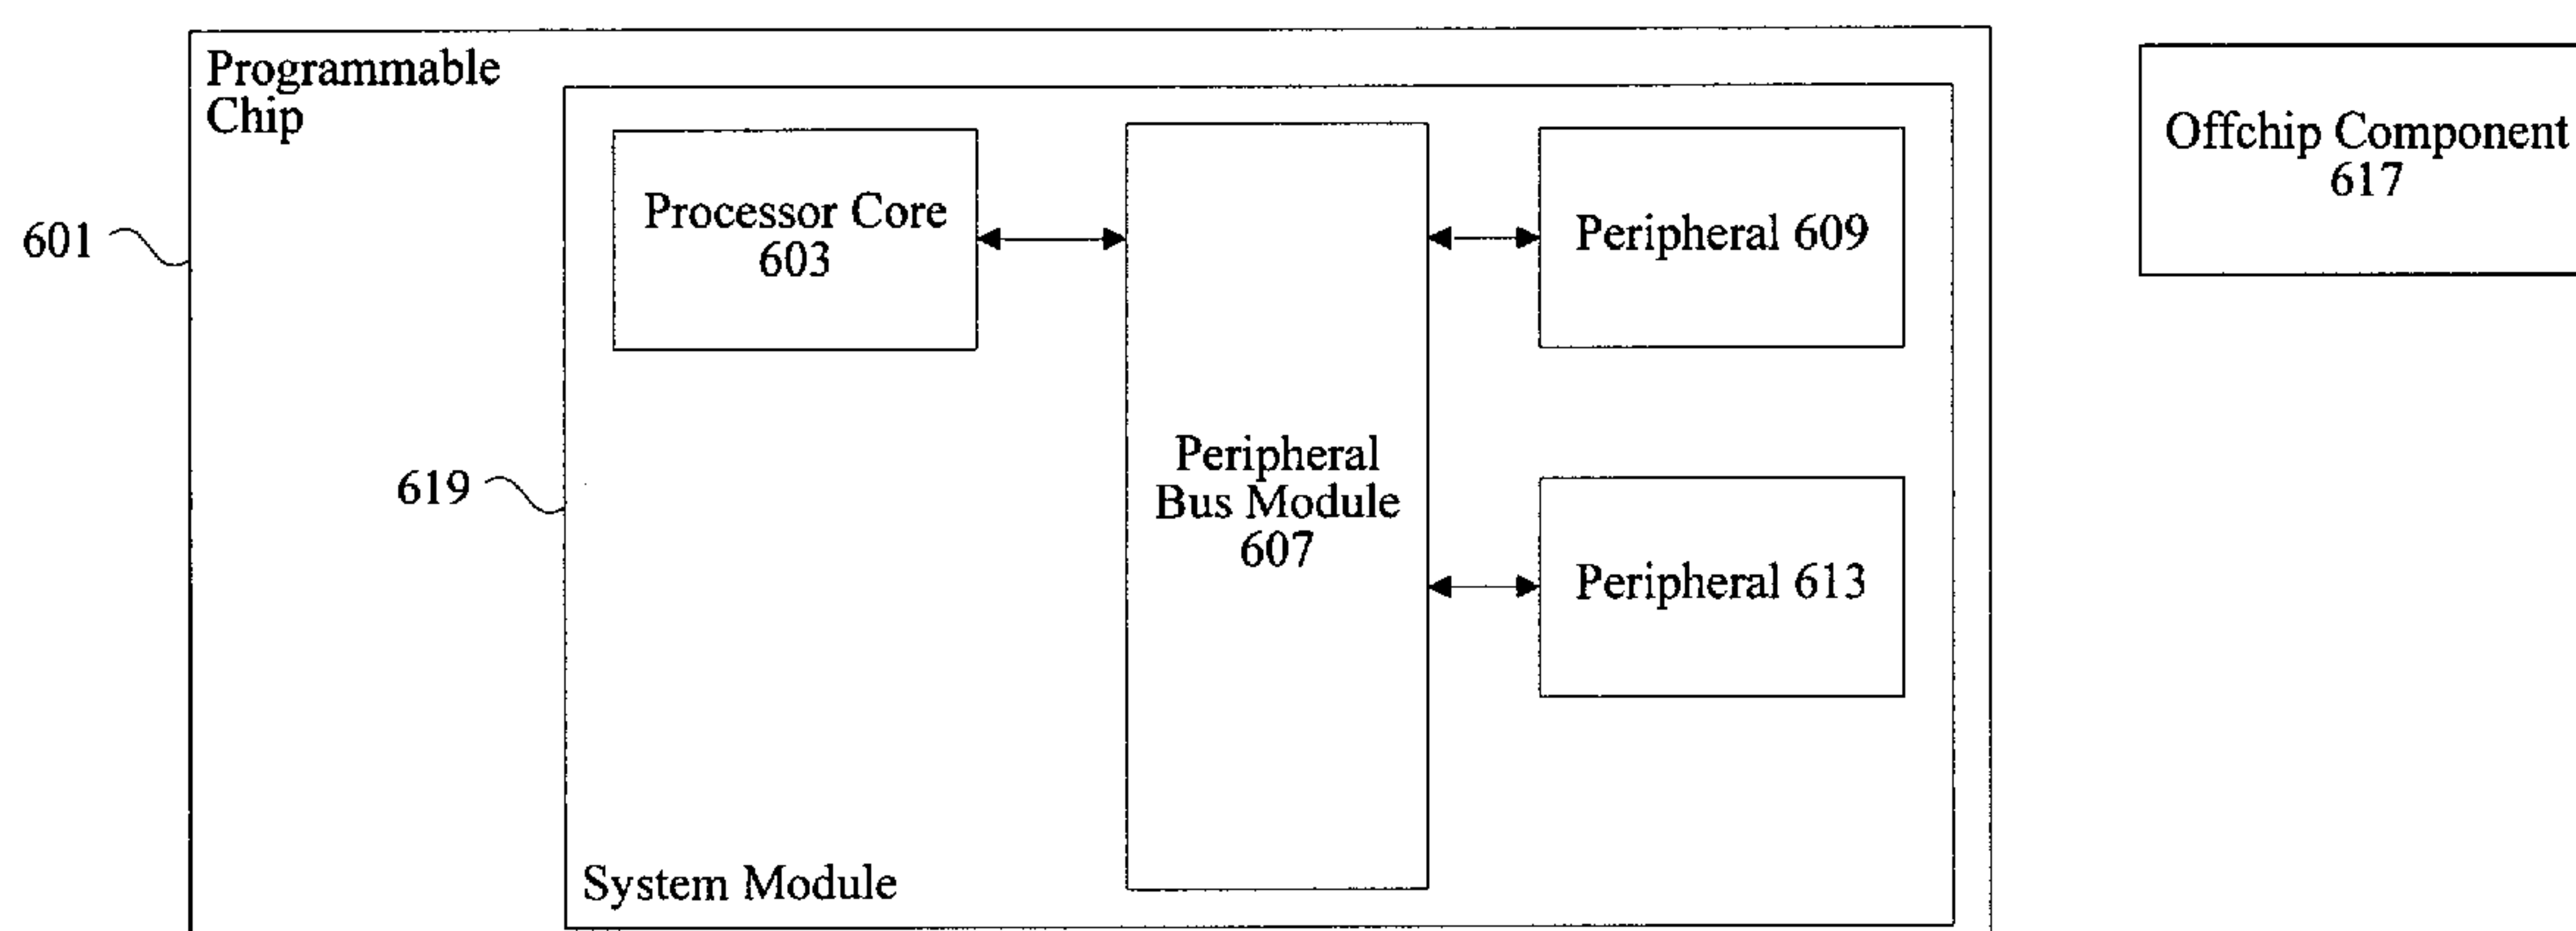 Programmable
Chip
601
619
System Module
Processor Core
603
Peripheral
Bus Module
607
Peripheral 609
Peripheral 613
Offchip Component
617